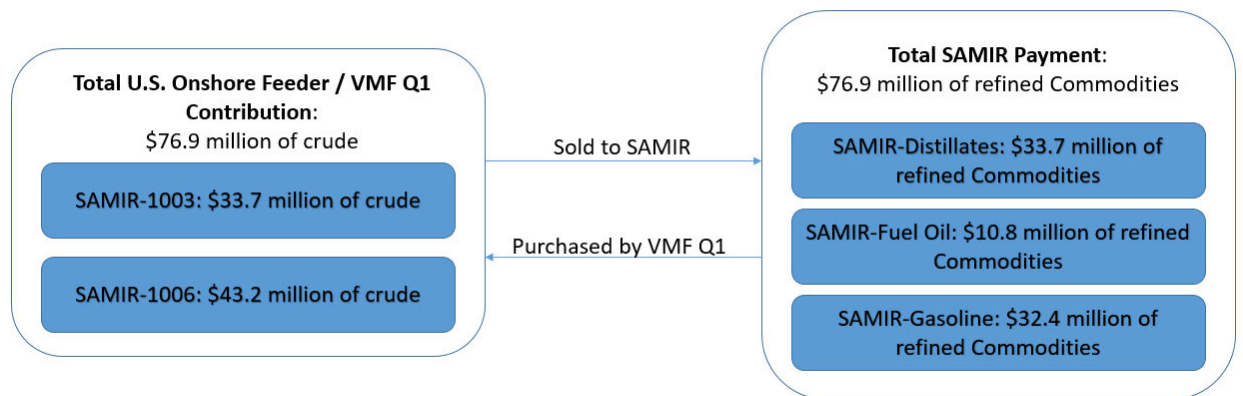 Total U.S. Onshore Feeder / VMF Q1
Contribution:
$76.9 million of crude
SAMIR-1003: $33.7 million of crude
SAMIR-1006: $43.2 million of crude
Sold to SAMIR
Purchased by VMF Q1
Total SAMIR Payment:
$76.9 million of refined Commodities
SAMIR-Distillates: $33.7 million of
refined Commodities
SAMIR-Fuel Oil: $10.8 million of refined
Commodities
SAMIR-Gasoline: $32.4 million of
refined Commodities